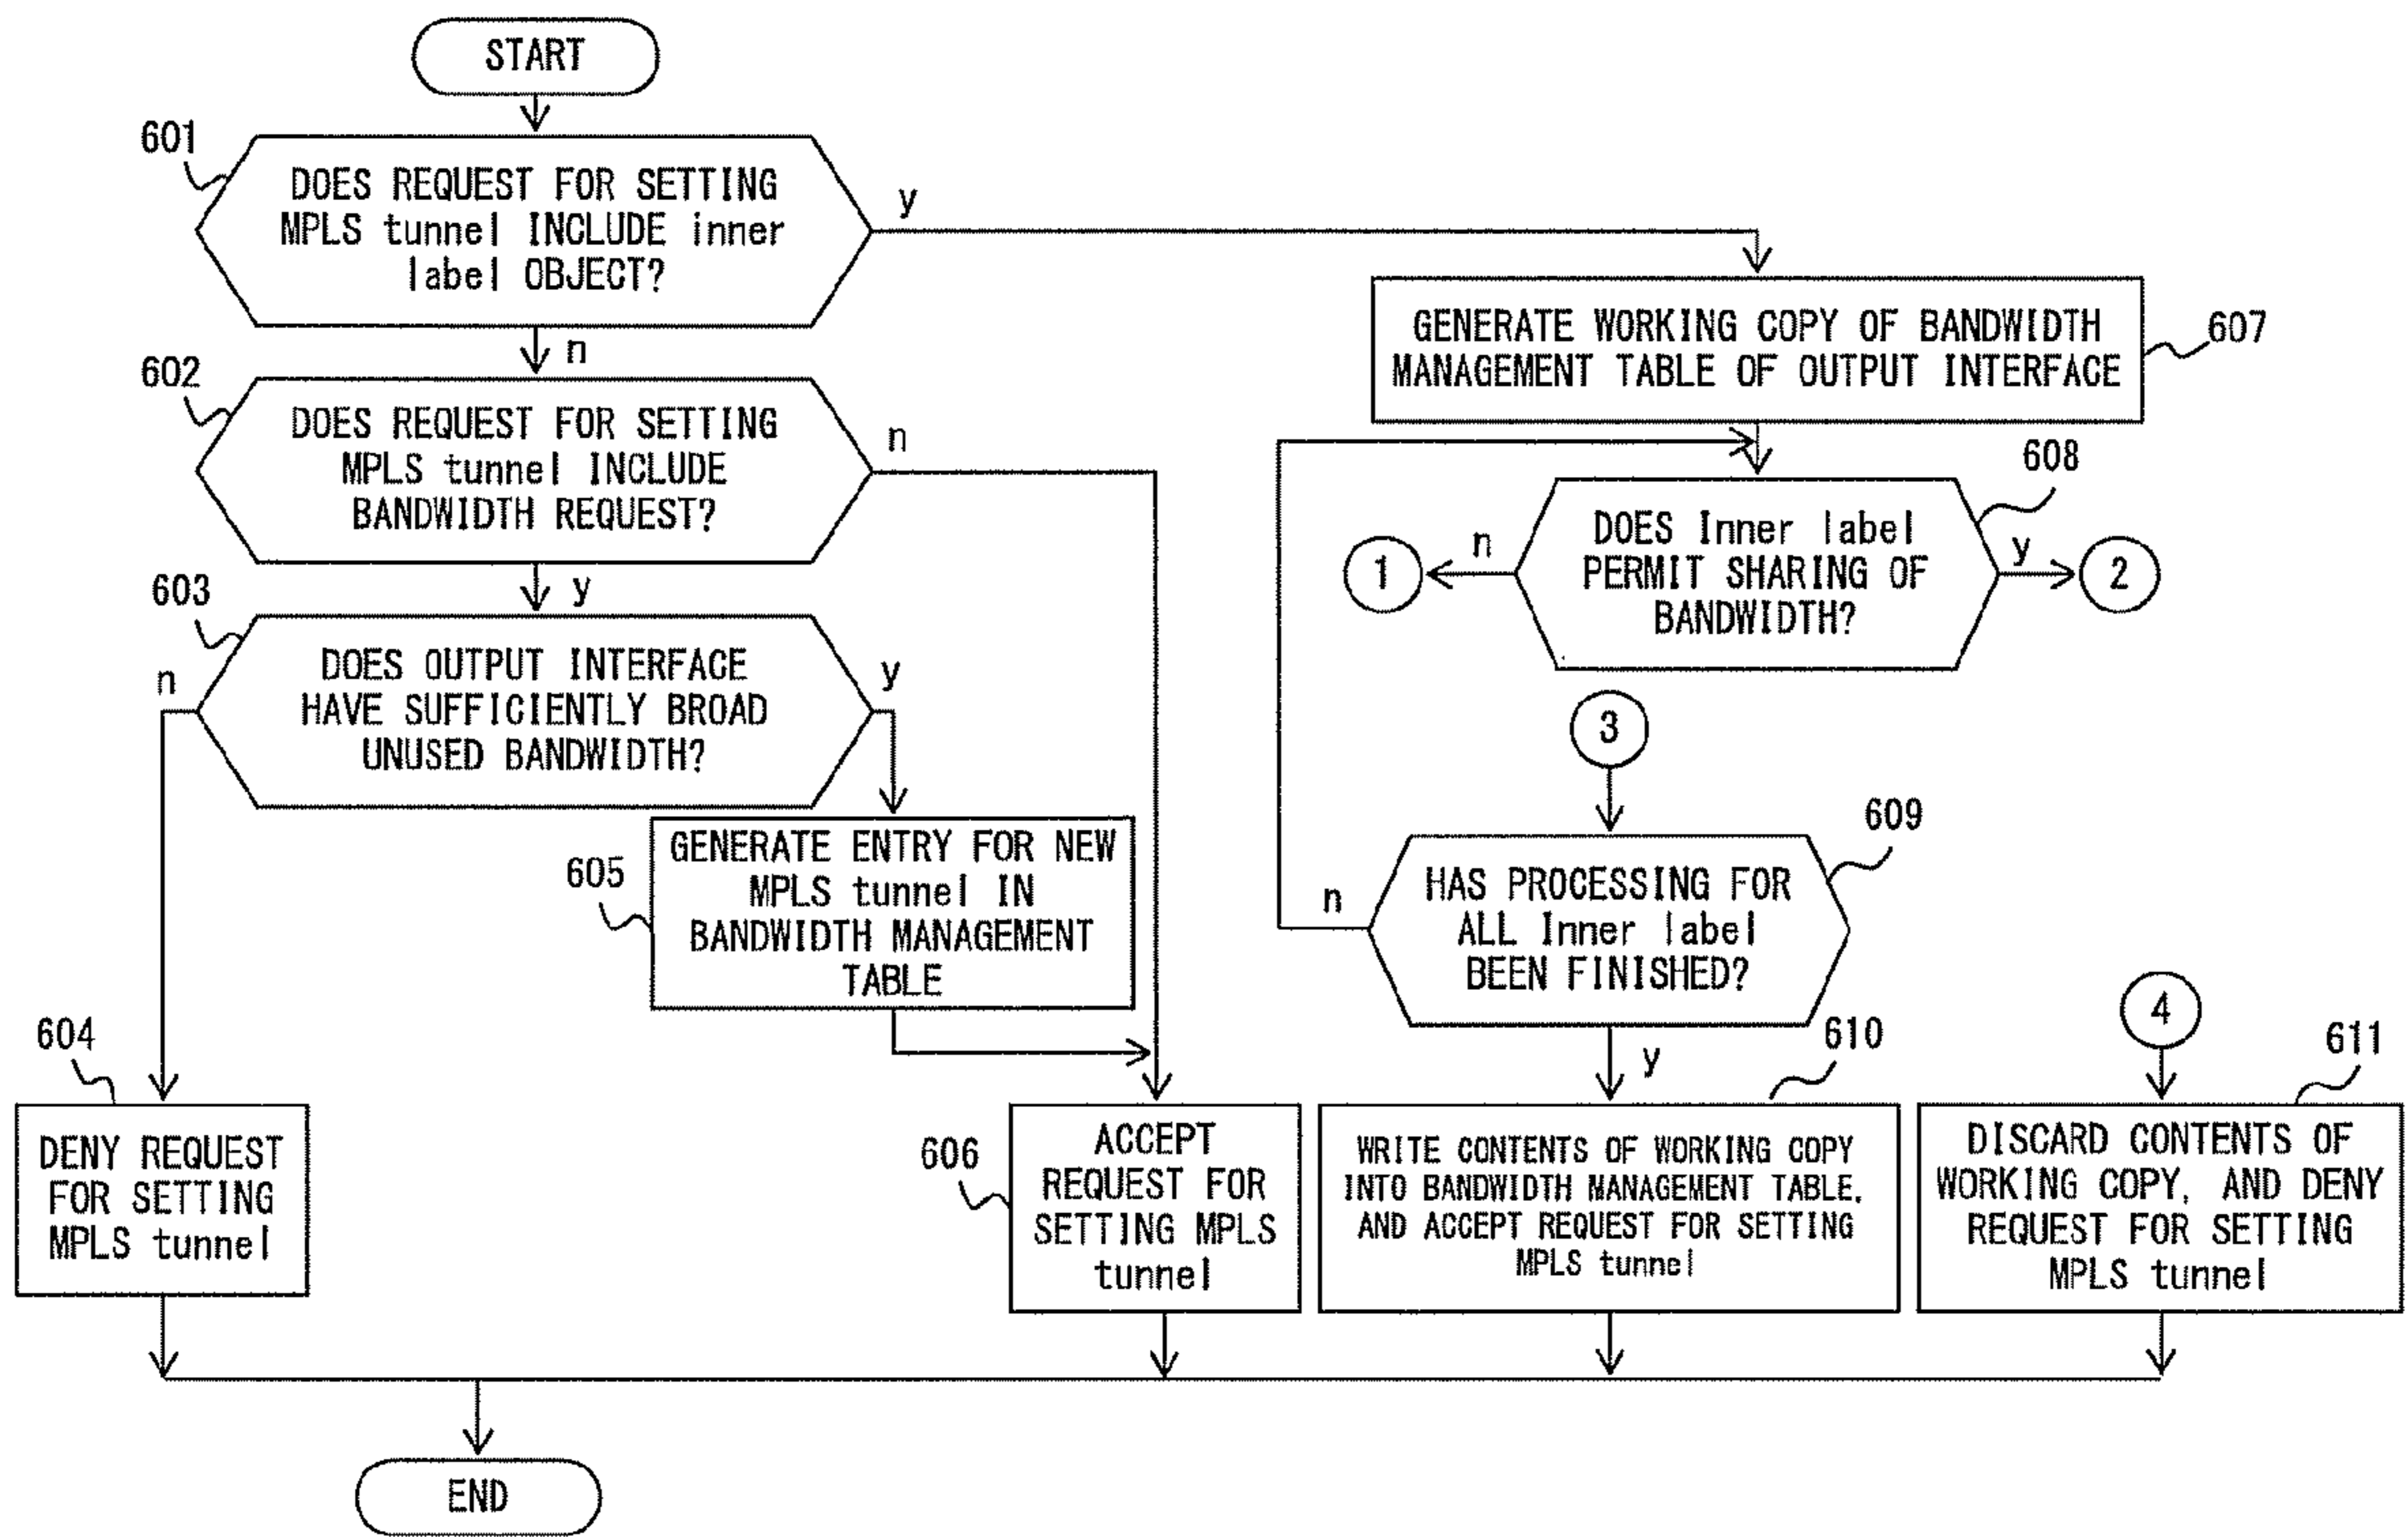 START
601
DOES REQUEST FOR SETTING
MPLS tunnel INCLUDE inner
label OBJECT?
y
n
602
DOES REQUEST FOR SETTING
MPLS tunnel INCLUDE
BANDWIDTH REQUEST?
n
y
603
DOES OUTPUT INTERFACE
HAVE SUFFICIENTLY BROAD
UNUSED BANDWIDTH?
n
y
605
GENERATE ENTRY FOR NEW
MPLS tunnel IN
BANDWIDTH MANAGEMENT
TABLE
604
DENY REQUEST
FOR SETTING
MPLS tunnel
606
ACCEPT
REQUEST FOR
SETTING MPLS
tunnel
607
GENERATE WORKING COPY OF BANDWIDTH
MANAGEMENT TABLE OF OUTPUT INTERFACE
608
DOES Inner label
PERMIT SHARING OF
BANDWIDTH?
n
1
y
2
3
609
HAS PROCESSING FOR
ALL Inner label
BEEN FINISHED?
n
y
610
WRITE CONTENTS OF WORKING COPY
INTO BANDWIDTH MANAGEMENT TABLE,
AND ACCEPT REQUEST FOR SETTING
MPLS tunnel
4
611
DISCARD CONTENTS OF
WORKING COPY, AND DENY
REQUEST FOR SETTING
MPLS tunnel
END